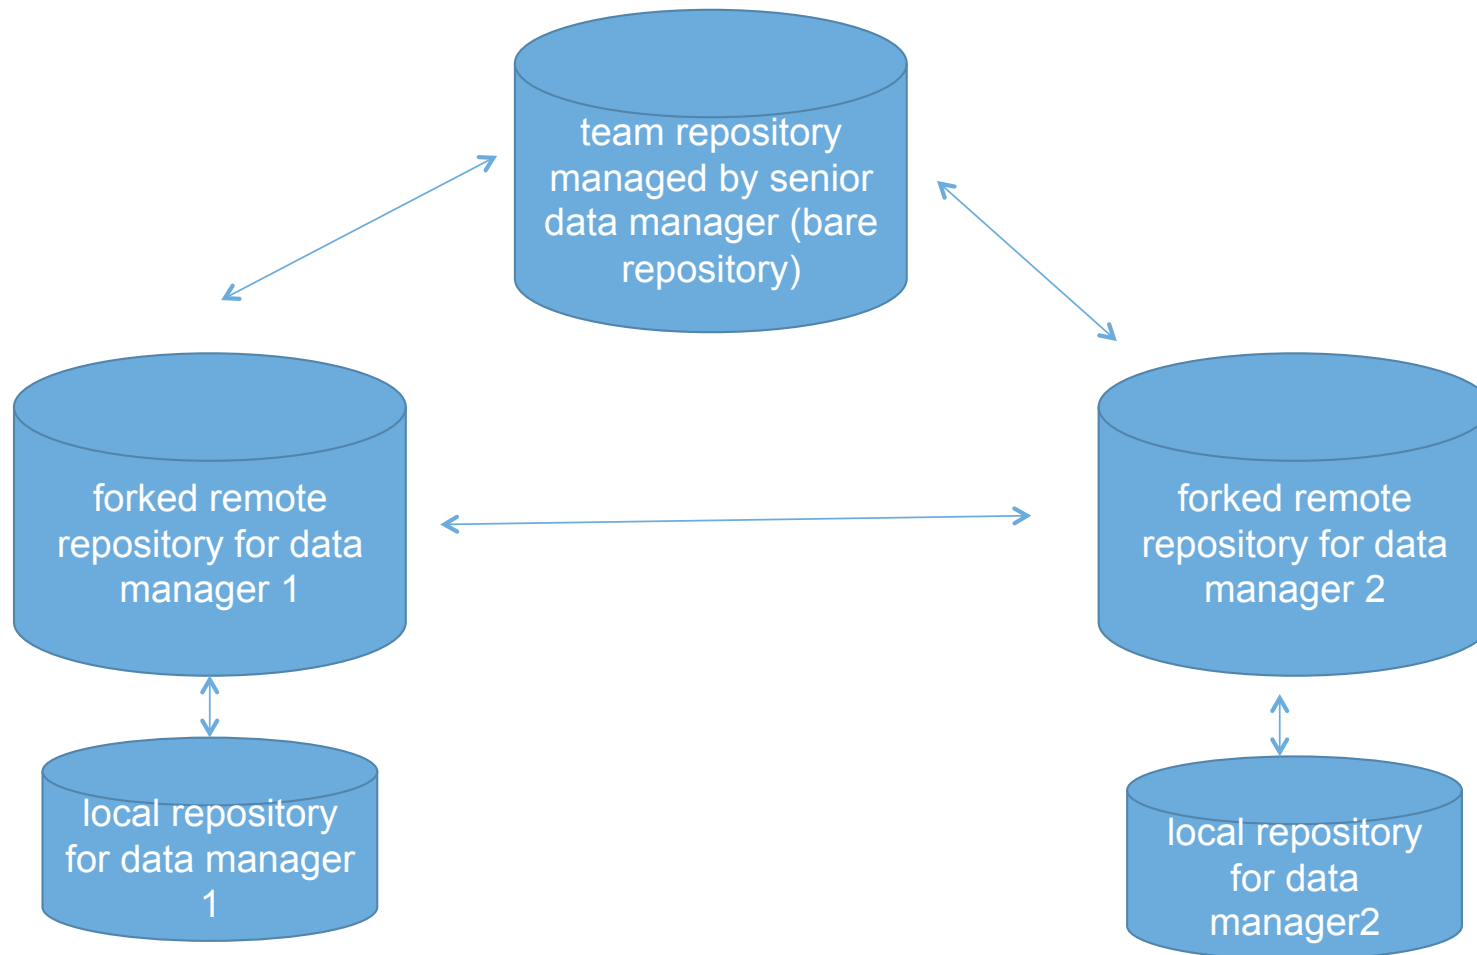 team repository
managed by senior
data manager (bare
repository)
forked remote
repository for data
manager 1
forked remote
repository for data
manager 2
local repository
for data manager
1
local repository
for data
manager2